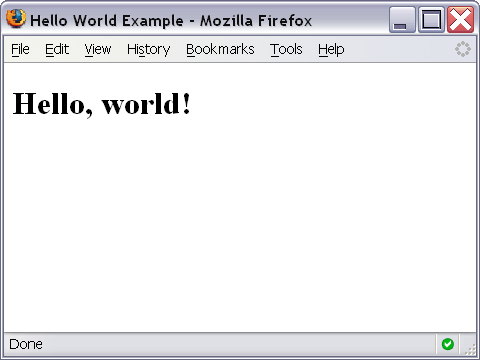 Hello World Example - Mozilla Firefox
File Edit View History Bookmarks Tools Help
Hello, world!
Done